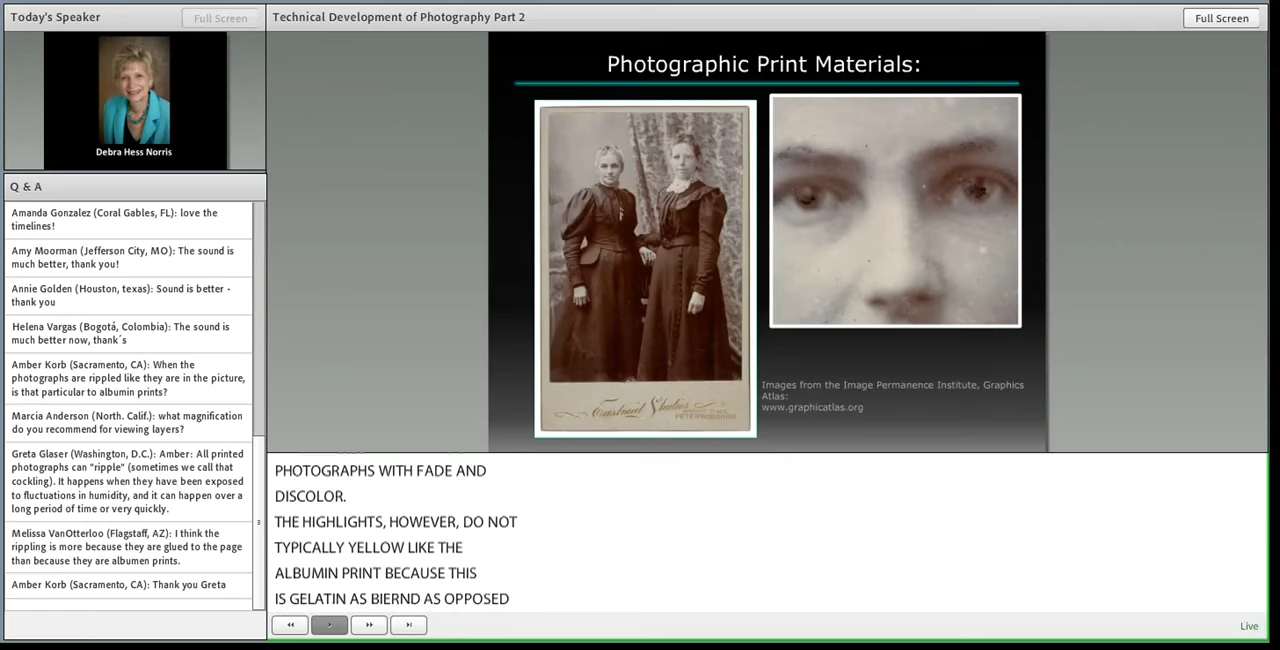 Today's Speaker
Full Screen
Debra Hess Norris
Q & A
Amanda Gonzalez (Coral Gables, FL): love the
timelines!
Amy Moorman (Jefferson City, MO): The sound is
much better, thank you!
Annie Golden (Houston, texas): Sound is better -
thank you
Helena Vargas (Bogotá, Colombia): The sound is
much better now, thank´s
Amber Korb (Sacramento, CA): When the
photographs are rippled like they are in the picture,
is that particular to albumin prints?
Marcia Anderson (North. Calif.): what magnification
do you recommend for viewing layers?
Greta Glaser (Washington, D.C.): Amber: All printed
photographs can "ripple" (sometimes we call that
cockling). It happens when they have been exposed
to fluctuations in humidity, and it can happen over a
long period of time or very quickly.
Melissa VanOtterloo (Flagstaff, AZ): I think the
rippling is more because they are glued to the page
than because they are albumen prints.
Amber Korb (Sacramento, CA): Thank you Greta
Technical Development of Photography Part 2
Full Screen
Photographic Print Materials:
Studios
PETERBOROUGH
Images from the Image Permanence Institute, Graphics
Atlas:
www.graphicatlas.org
PHOTOGRAPHS WITH FADE AND
DISCOLOR.
THE HIGHLIGHTS, HOWEVER, DO NOT
TYPICALLY YELLOW LIKE THE
ALBUMIN PRINT BECAUSE THIS
IS GELATIN AS BIERND AS OPPOSED
Live